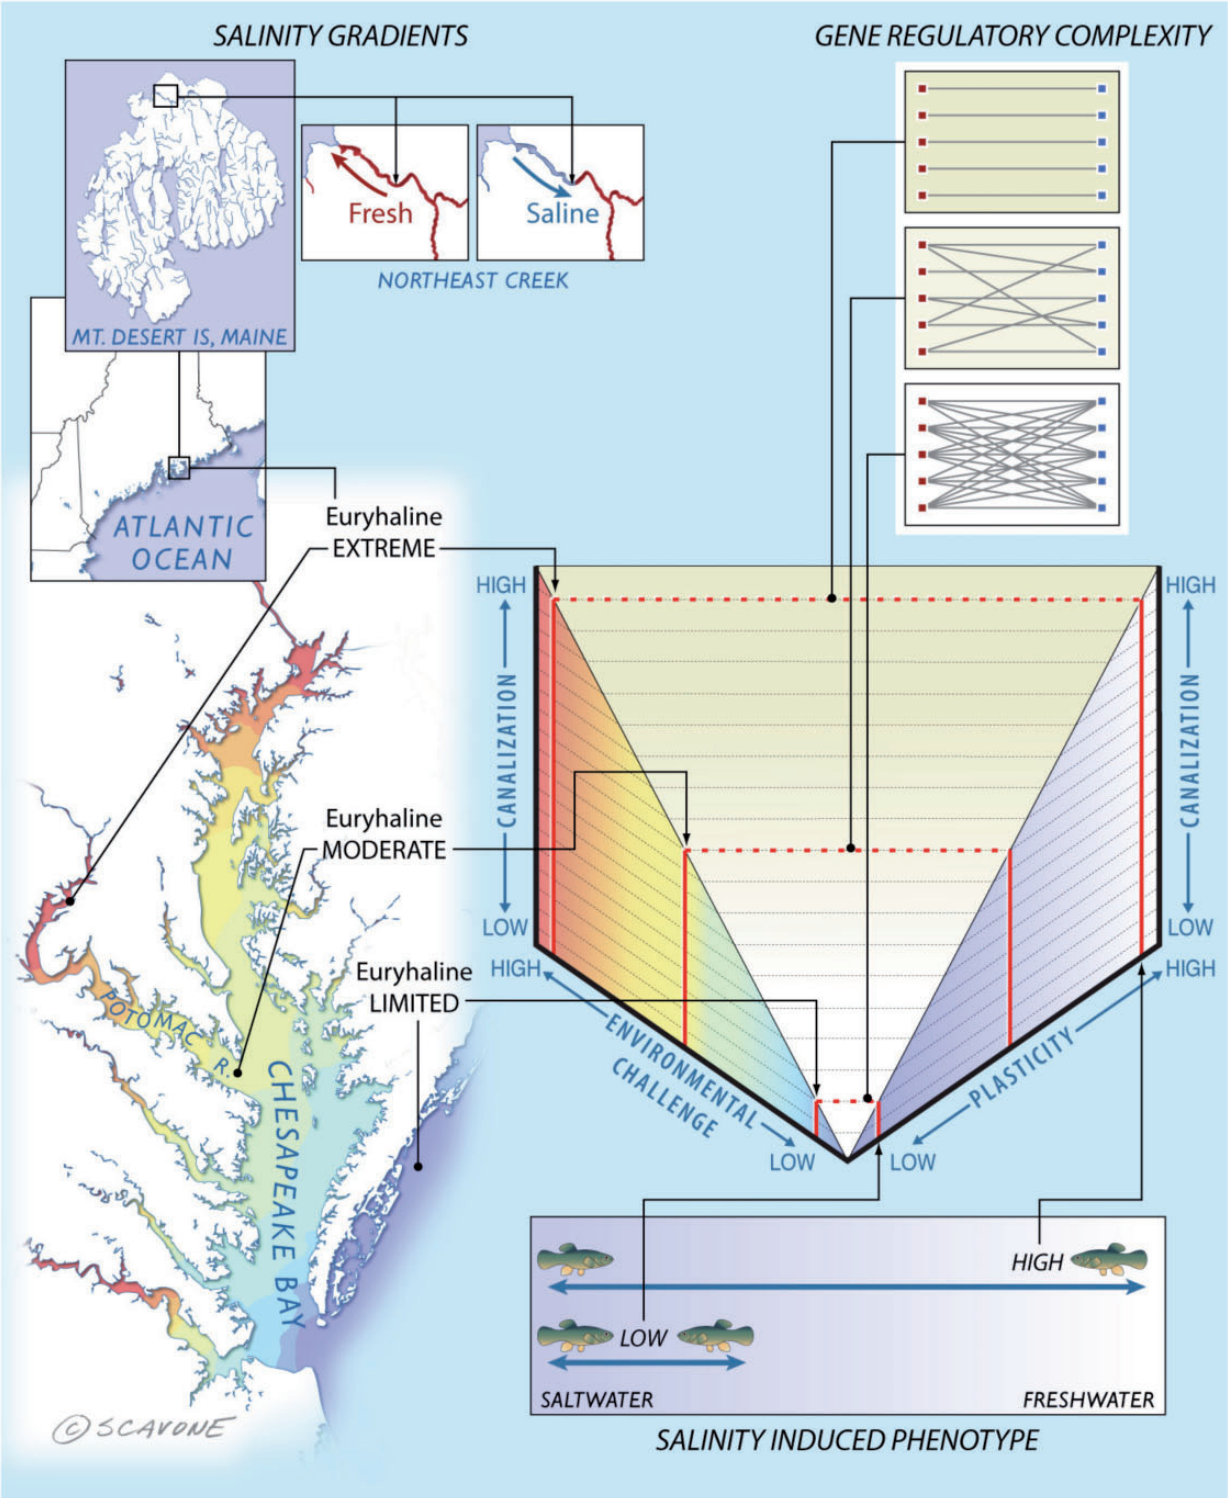 SALINITY GRADIENTS
GENE REGULATORY COMPLEXITY
Fresh
Saline
NORTHEAST CREEK
MT. DESERT IS, MAINE
ATLANTIC
OCEAN
Euryhaline
EXTREME
HIGH
CANALIZATION
LOW
HIGH
HIGH
CANALIZATION
LOW
HIGH
Euryhaline
MODERATE
Euryhaline
LIMITED
POTOMAC R.
CHESAPEAKE BAY
ENVIRONMENTAL
CHALLENGE
LOW
PLASTICITY
LOW
HIGH
LOW
SALTWATER
FRESHWATER
© SCAVONE
SALINITY INDUCED PHENOTYPE